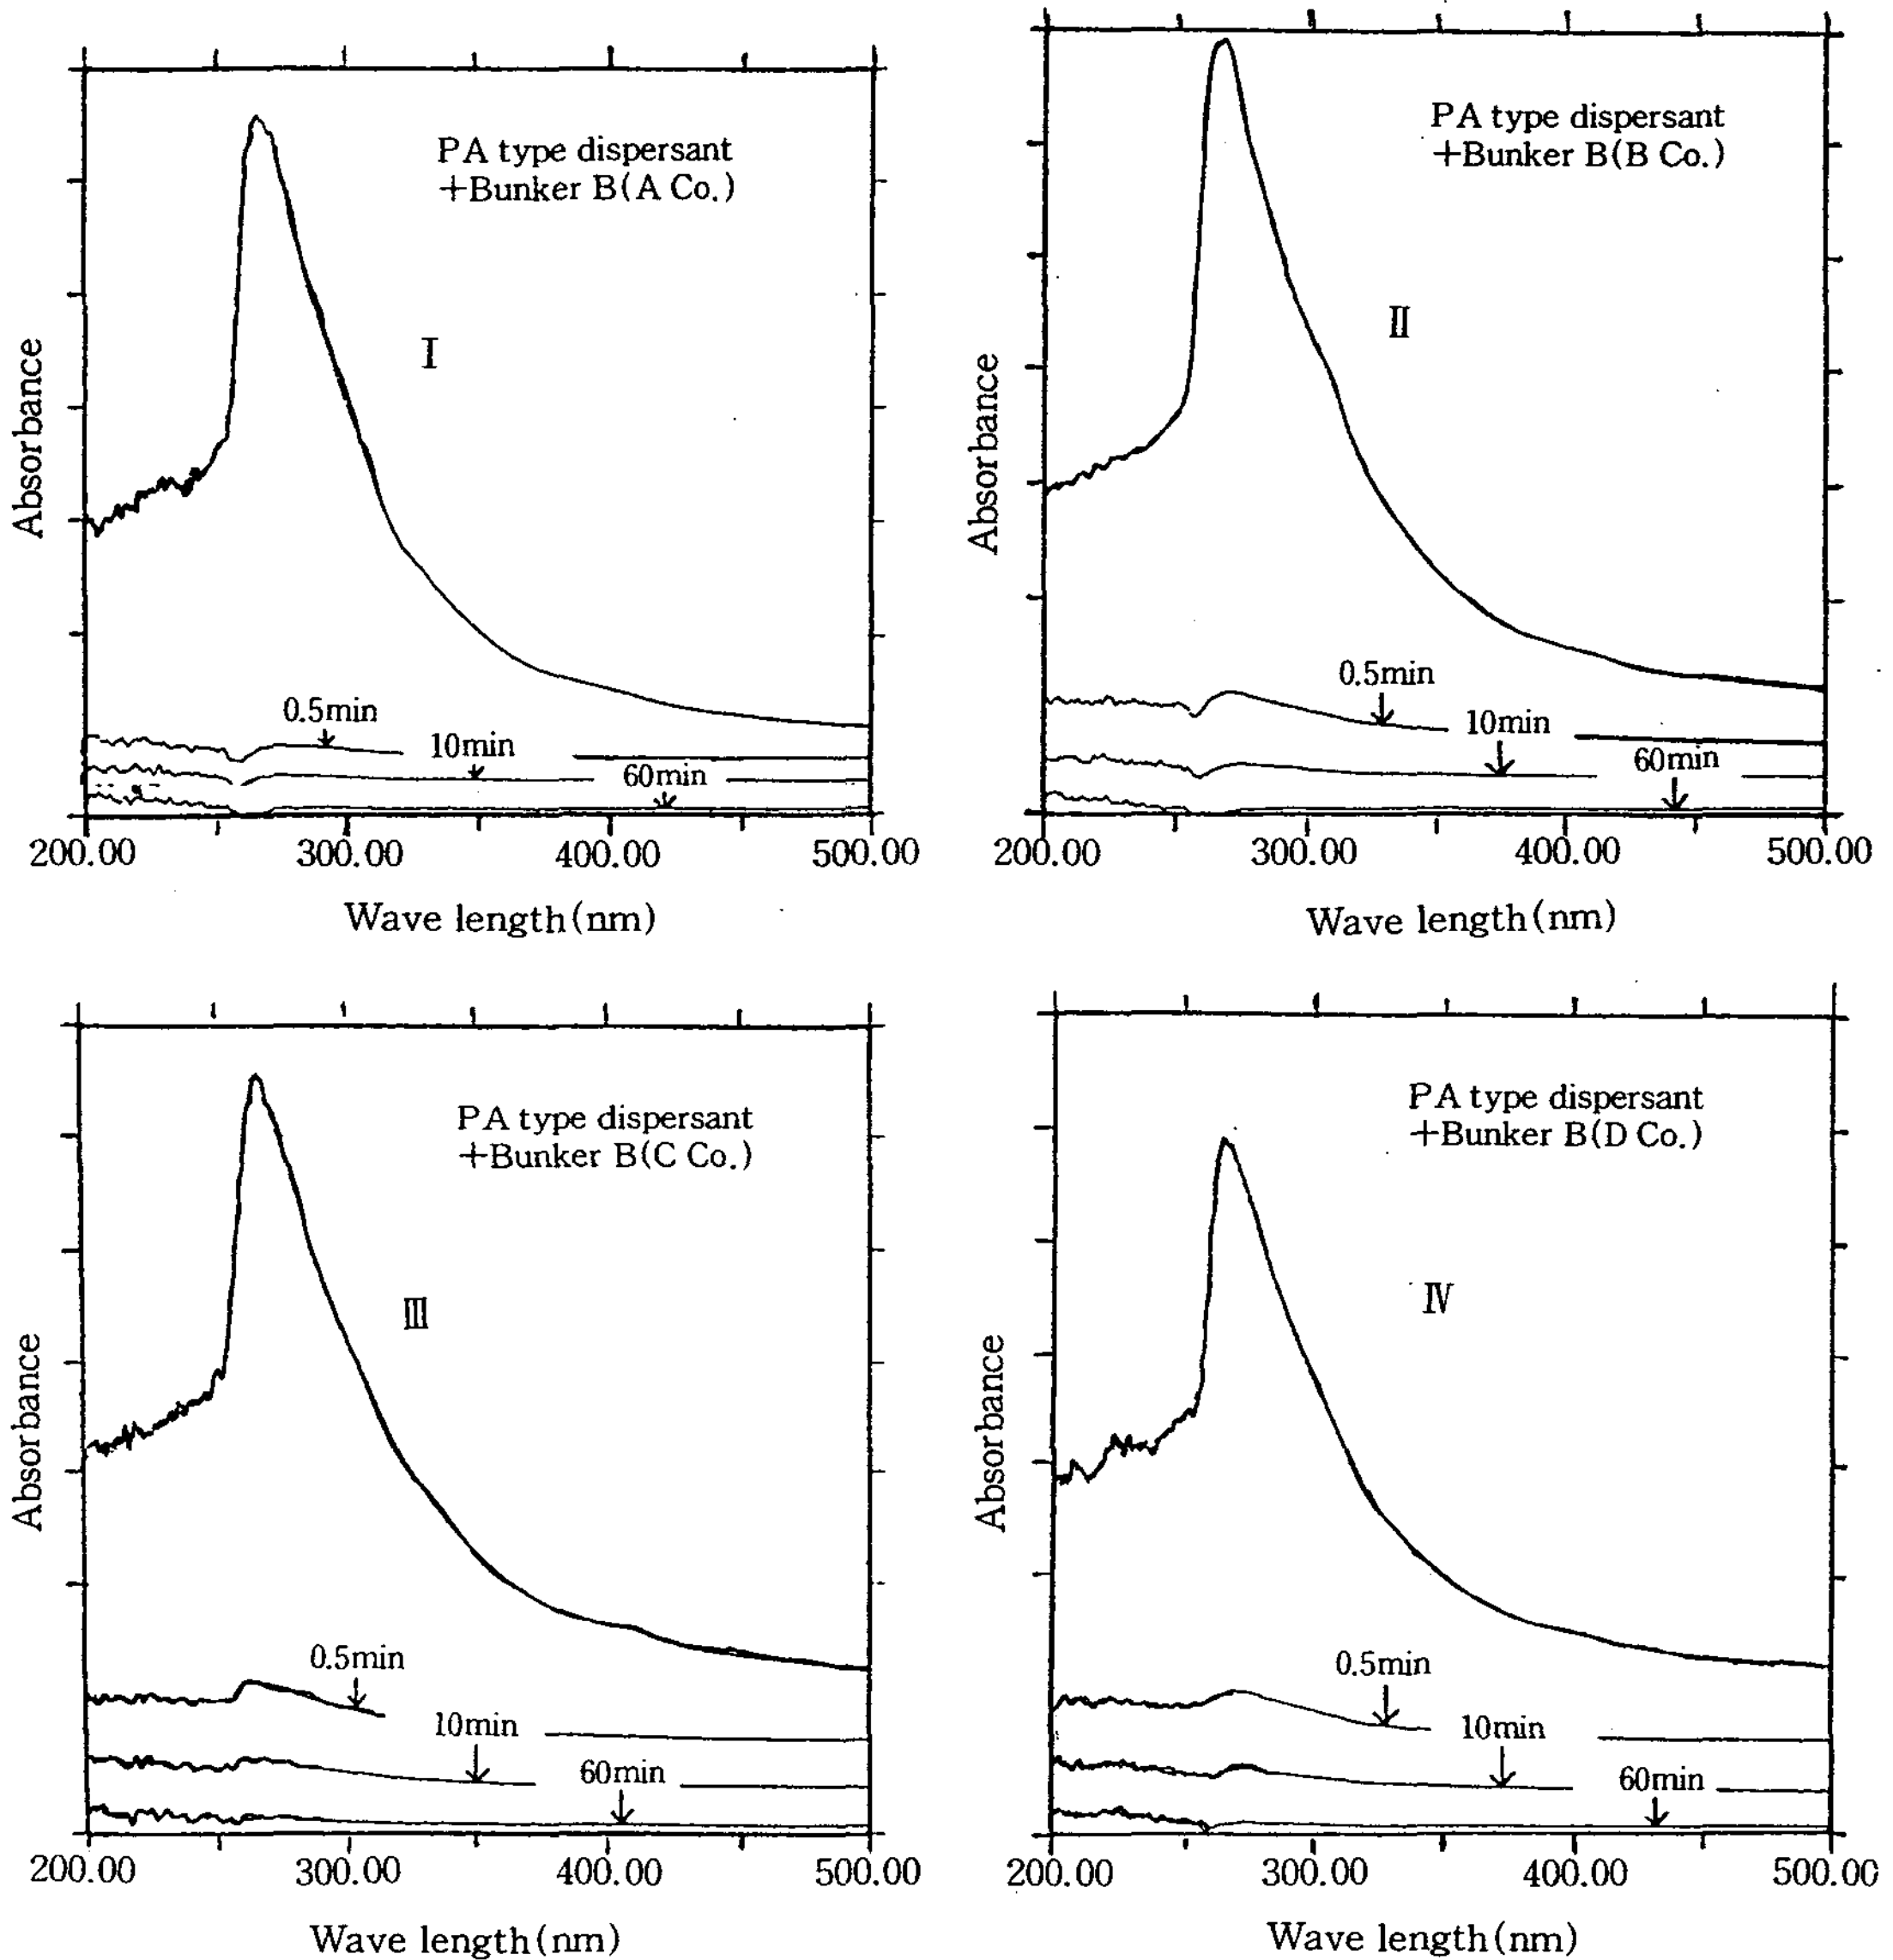 PA type dispersant
+Bunker B(A Co.)
I
Absorbance
0.5min
10min
60min
200.00 300.00 400.00 500.00
Wave length(nm)
PA type dispersant
+Bunker B(B Co.)
II
Absorbance
0.5min
10min
60min
200.00 300.00 400.00 500.00
Wave length(nm)
PA type dispersant
+Bunker B(C Co.)
III
Absorbance
0.5min
10min
60min
200.00 300.00 400.00 500.00
Wave length(nm)
PA type dispersant
+Bunker B(D Co.)
IV
Absorbance
0.5min
10min
60min
200.00 300.00 400.00 500.00
Wave length(nm)